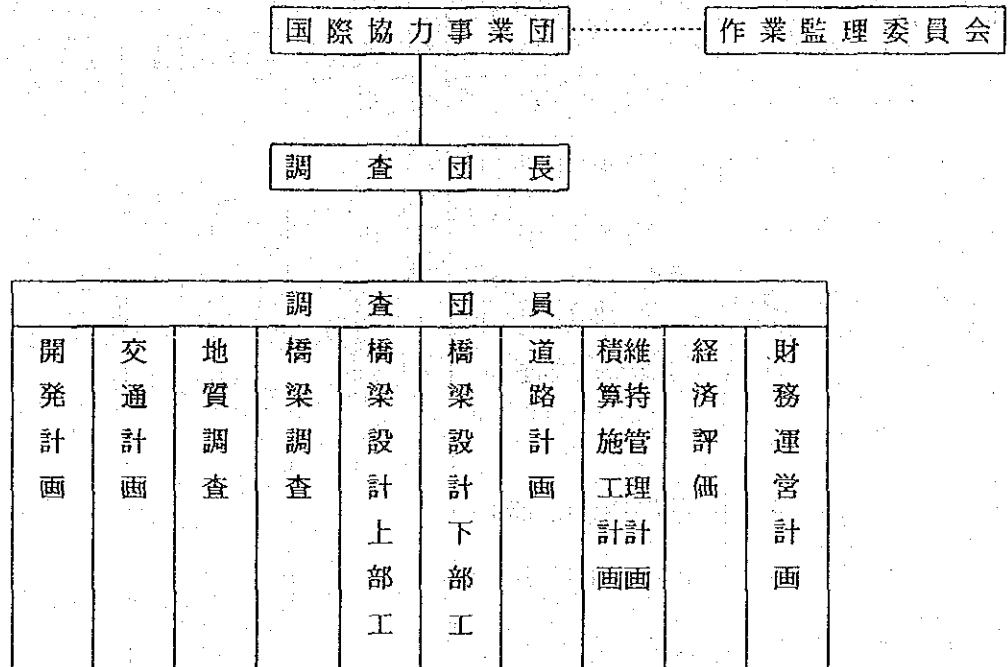 国際協力事業団
作業監理委員会
調査団長
調査団員
開発計画
交通計画
地質調査
橋梁調査
橋梁設計上部工
橋梁設計下部工
道路計画
維持管理計画
積算施工計画
経済評価
財務運営計画